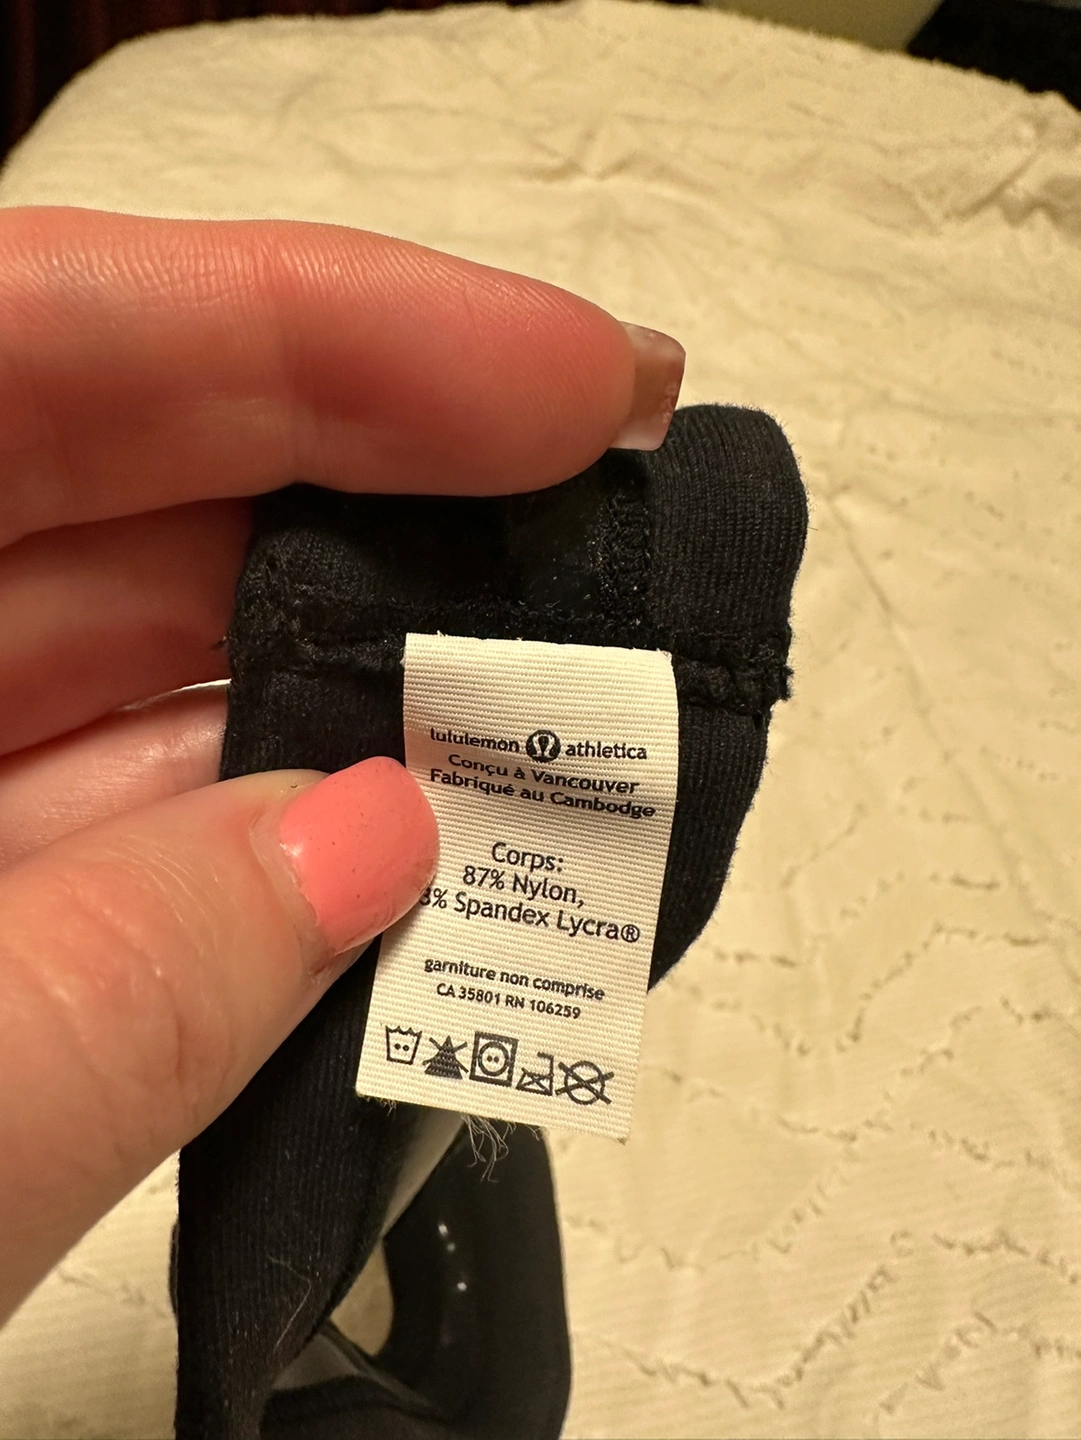 lululemon athletica
Conçu à Vancouver
Fabriqué au Cambodge
Corps:
87% Nylon,
3% Spandex Lycra®
garniture non comprise
CA 35801 RN 106259